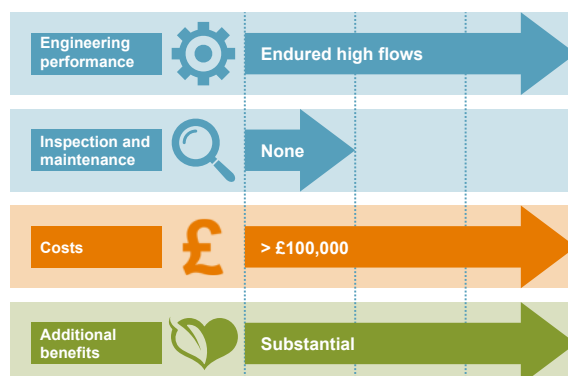 Engineering
performance
Endured high flows
Inspection and
maintenance
None
Costs
£
> £100,000
Additional
benefits
Substantial